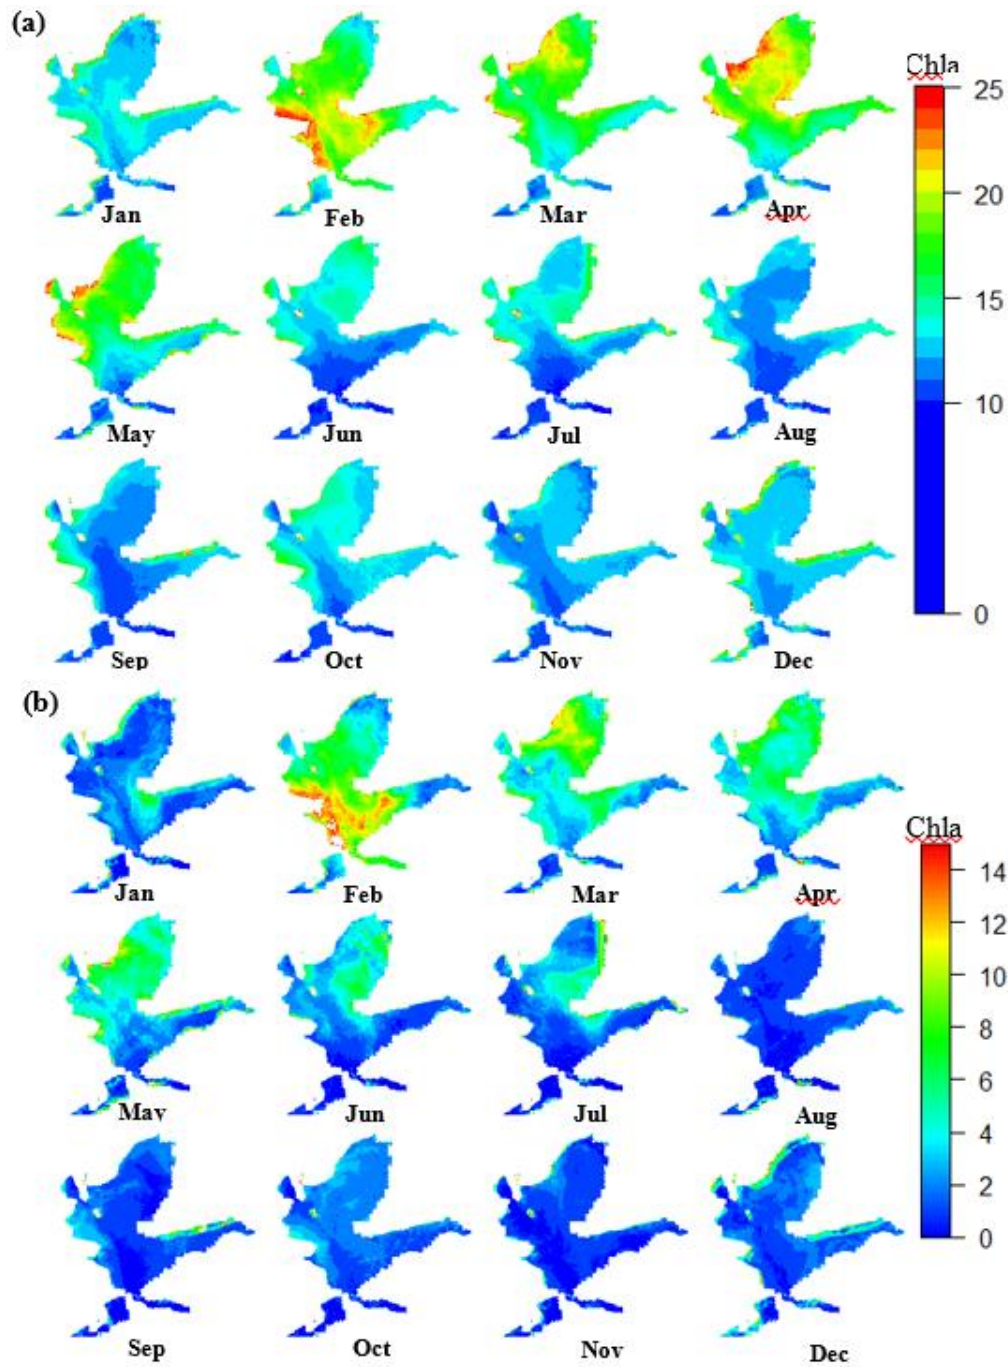 (a)
Chla
25
20
15
10
0
Jan Feb Mar Apr
May Jun Jul Aug
Sep Oct Nov Dec
(b)
Chla
14
12
10
8
6
4
2
0
Jan Feb Mar Apr
May Jun Jul Aug
Sep Oct Nov Dec